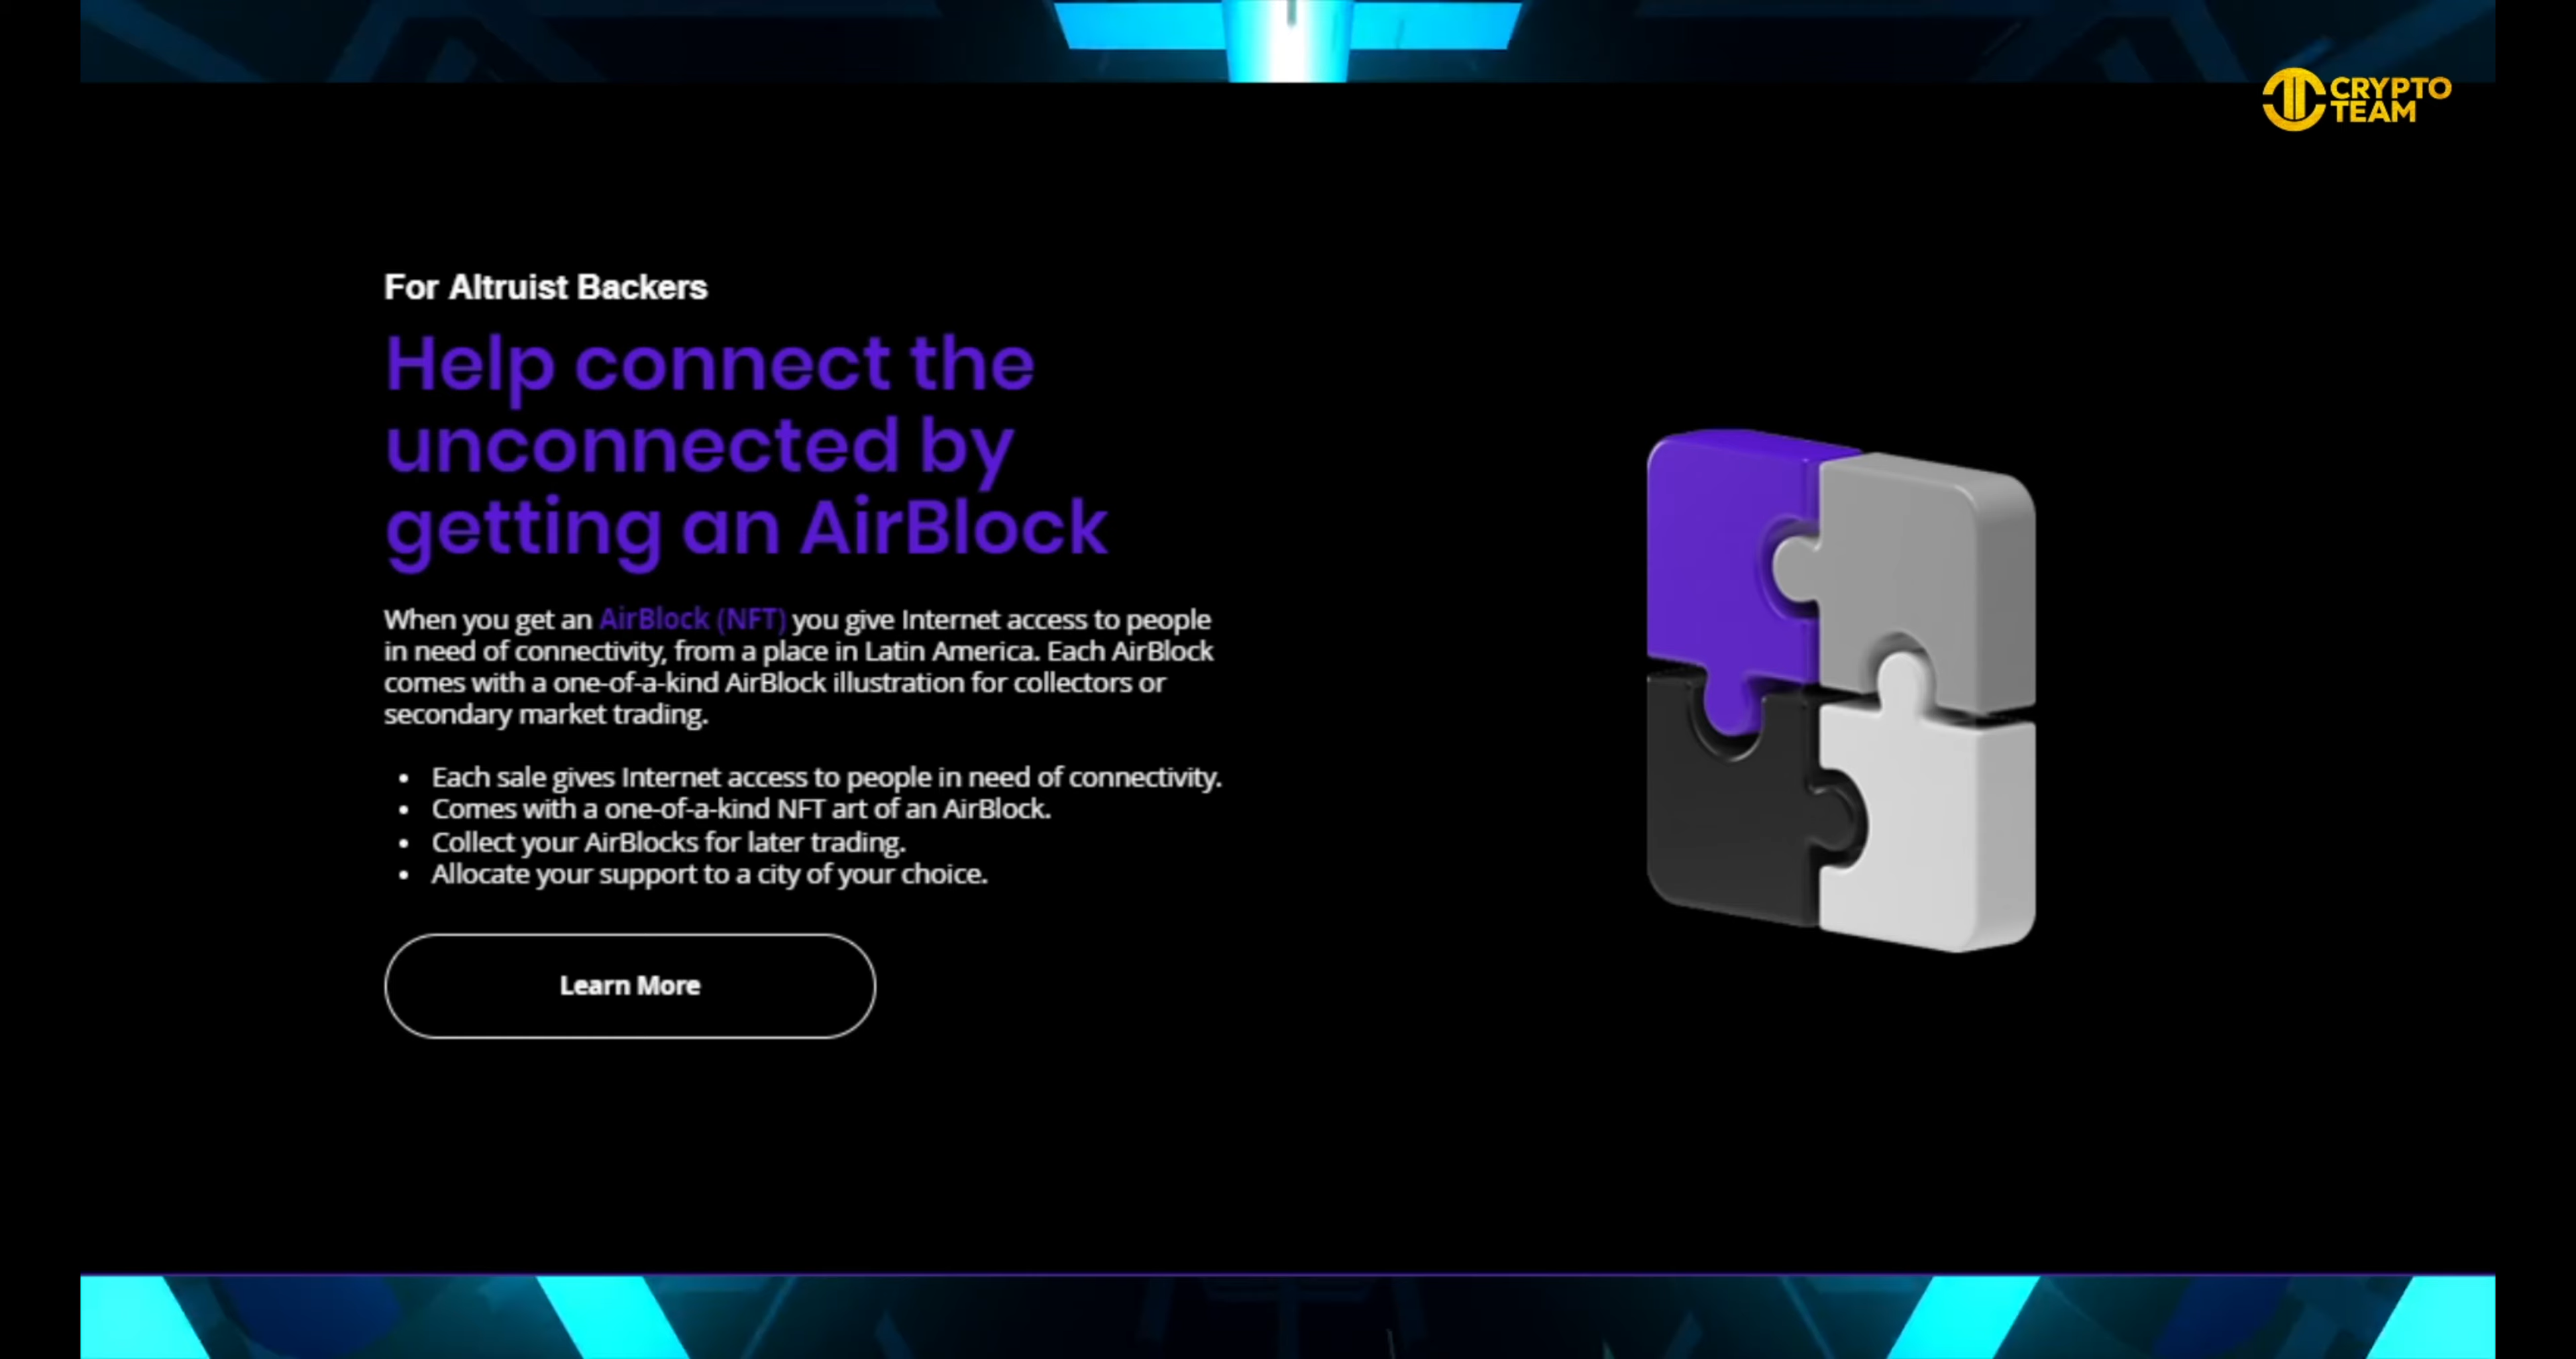 CRYPTO
TEAM
For Altruist Backers
Help connect the
unconnected by
getting an AirBlock
When you get an AirBlock (NFT) you give Internet access to people
in need of connectivity, from a place in Latin America. Each AirBlock
comes with a one-of-a-kind AirBlock illustration for collectors or
secondary market trading.
• Each sale gives Internet access to people in need of connectivity.
• Comes with a one-of-a-kind NFT art of an AirBlock.
• Collect your AirBlocks for later trading.
• Allocate your support to a city of your choice.
Learn More